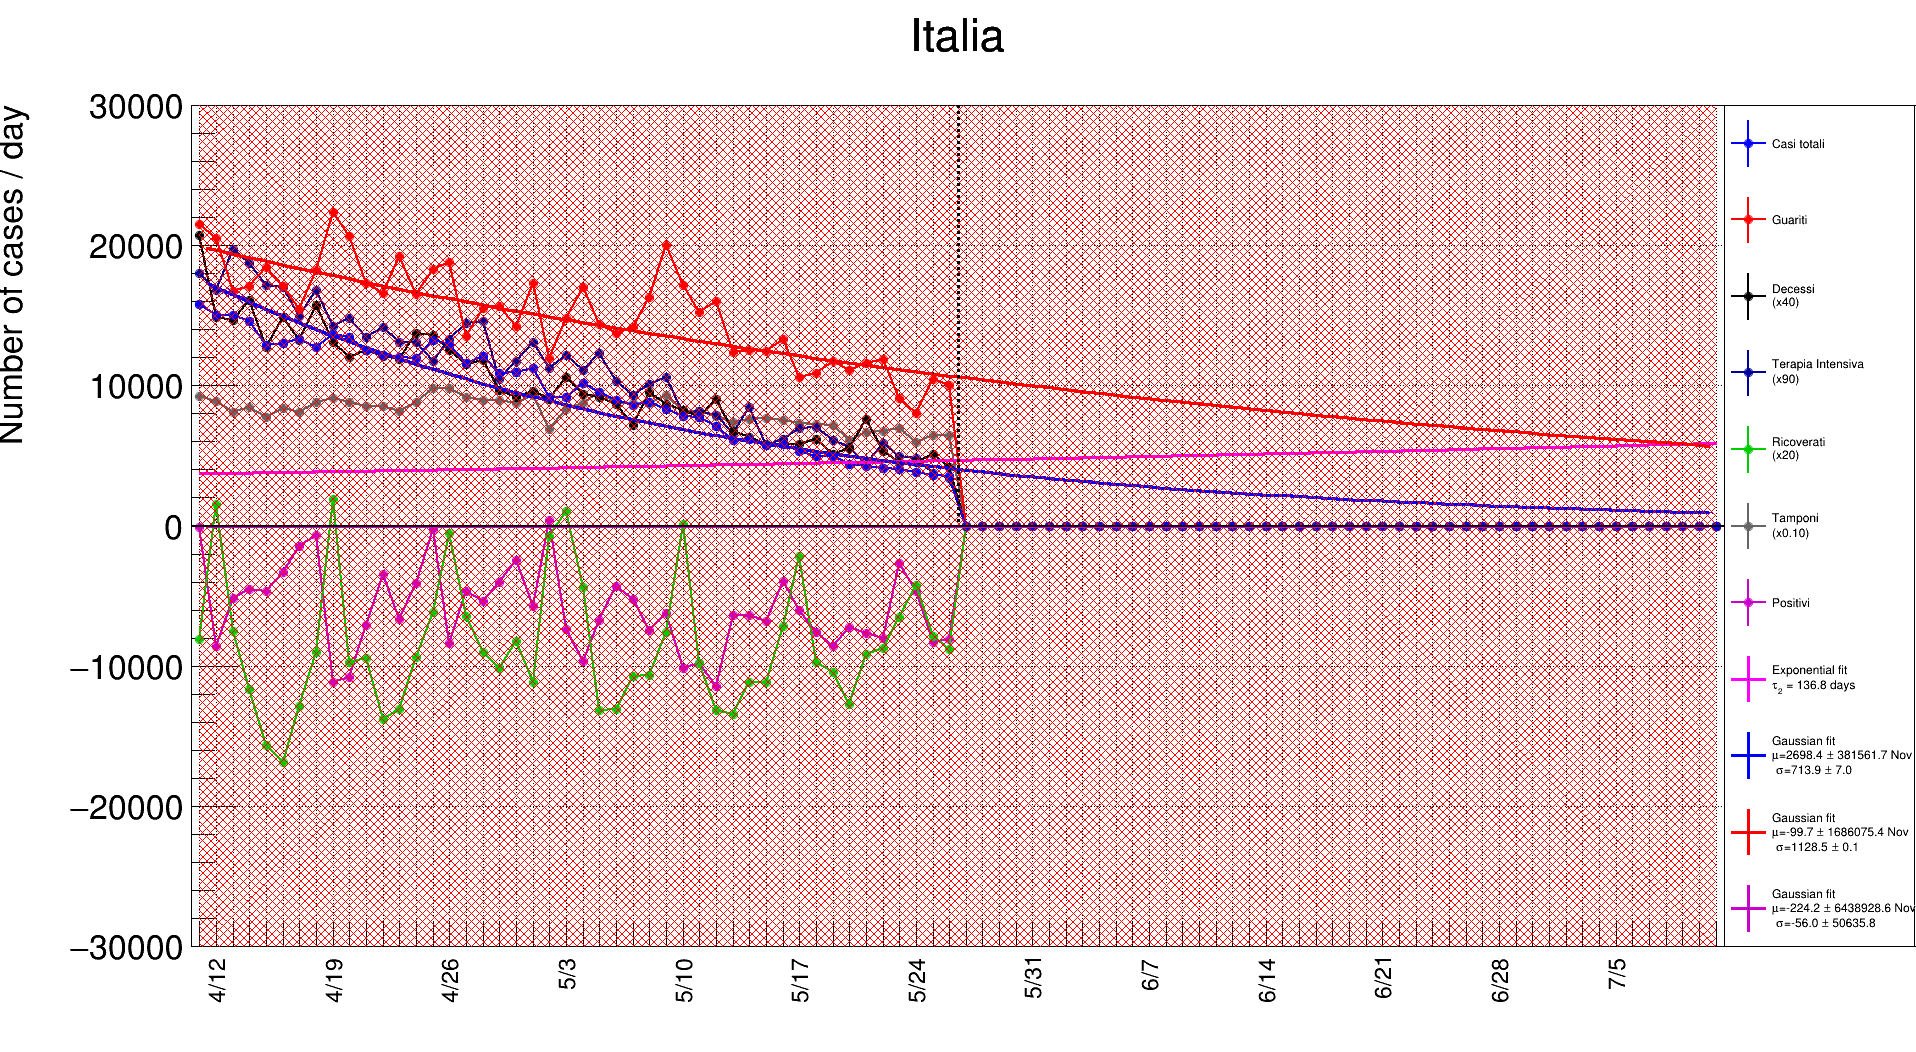 Italia
Number of cases / day
30000
20000
10000
0
−10000
−20000
−30000
4/12
4/19
4/26
5/3
5/10
5/17
5/24
5/31
6/7
6/14
6/21
6/28
7/5
Casi totali
Guariti
Decessi
(x40)
Terapia Intensiva
(x90)
Ricoverati
(x20)
Tamponi
(x0.10)
Positivi
Exponential fit
τ₂ = 136.8 days
Gaussian fit
μ=2698.4 ± 381561.7 Nov
σ=713.9 ± 7.0
Gaussian fit
μ=-99.7 ± 1686075.4 Nov
σ=1128.5 ± 0.1
Gaussian fit
μ=-224.2 ± 6438928.6 Nov
σ=-56.0 ± 50635.8